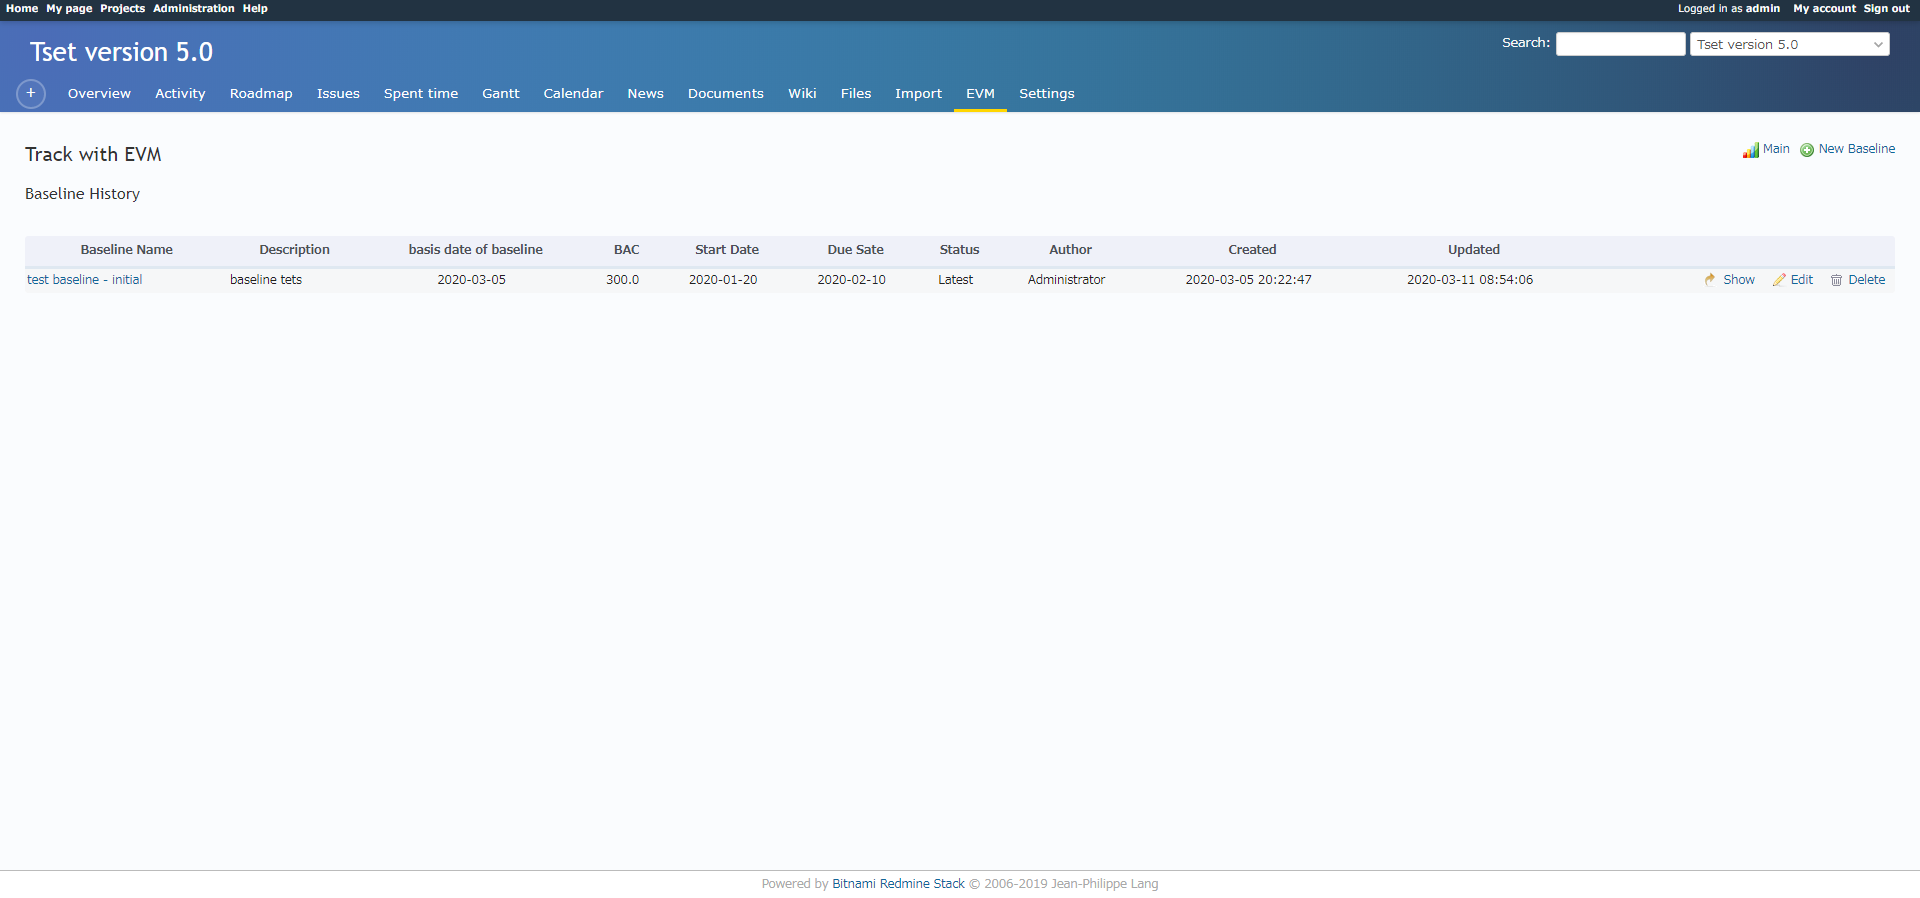 Home My page Projects Administration Help Logged in as admin My account Sign out
Tset version 5.0 Search: Tset version 5.0
+ Overview Activity Roadmap Issues Spent time Gantt Calendar News Documents Wiki Files Import EVM Settings
Track with EVM Main New Baseline
Baseline History
Baseline Name Description basis date of baseline BAC Start Date Due Sate Status Author Created Updated
test baseline - initial baseline tets 2020-03-05 300.0 2020-01-20 2020-02-10 Latest Administrator 2020-03-05 20:22:47 2020-03-11 08:54:06 Show Edit Delete
Powered by Bitnami Redmine Stack © 2006-2019 Jean-Philippe Lang